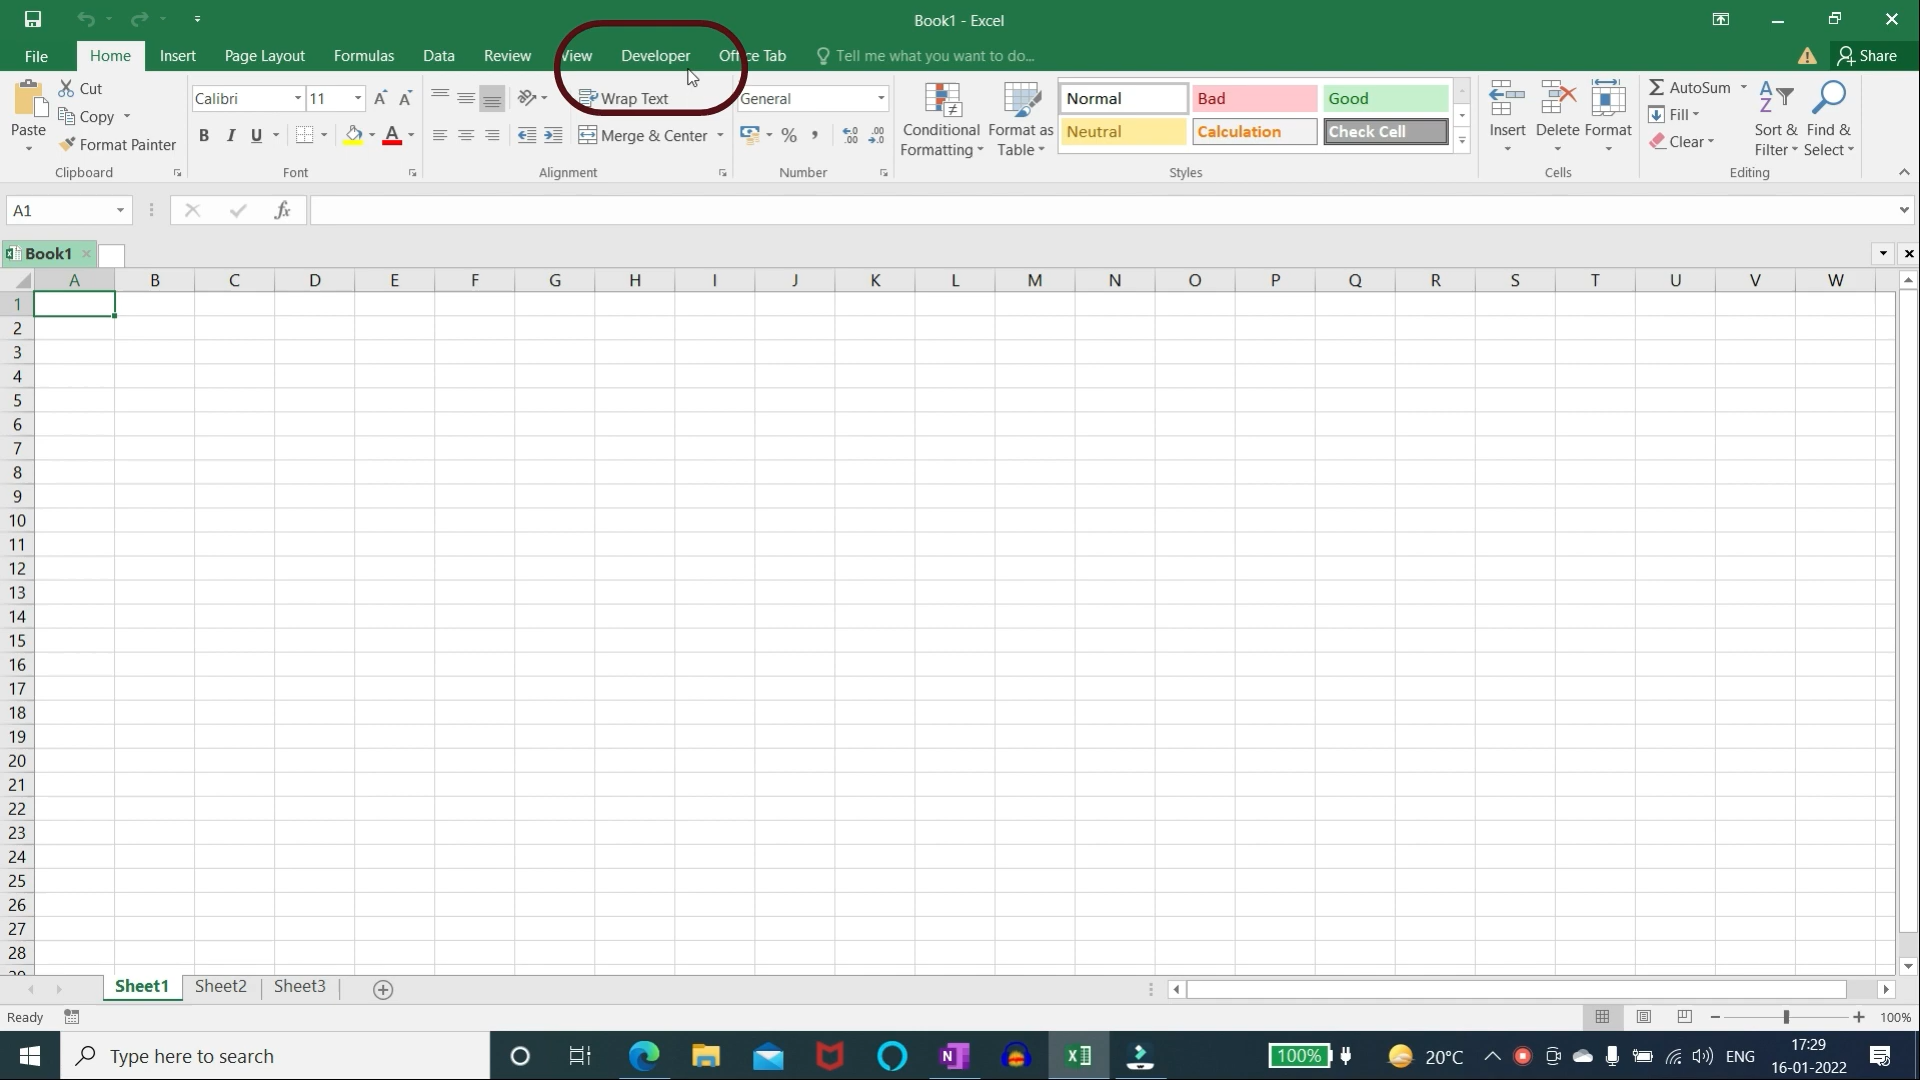 Book1 - Excel
File Home Insert Page Layout Formulas Data Review View Developer Office Tab Tell me what you want to do... Share
Paste Cut Calibri 11 Wrap Text General Conditional Formatting Format as Table Normal Bad Good Insert Delete Format AutoSum Sort & Filter Find & Select
Copy B I U Merge & Center % Neutral Calculation Check Cell Fill
Format Painter Clear
Clipboard Font Alignment Number Styles Cells Editing
A1 fx
Book1
A B C D E F G H I J K L M N O P Q R S T U V W
1
2
3
4
5
6
7
8
9
10
11
12
13
14
15
16
17
18
19
20
21
22
23
24
25
26
27
28
Sheet1 Sheet2 Sheet3
Ready 100%
Type here to search 100% 20°C ENG 17:29
16-01-2022